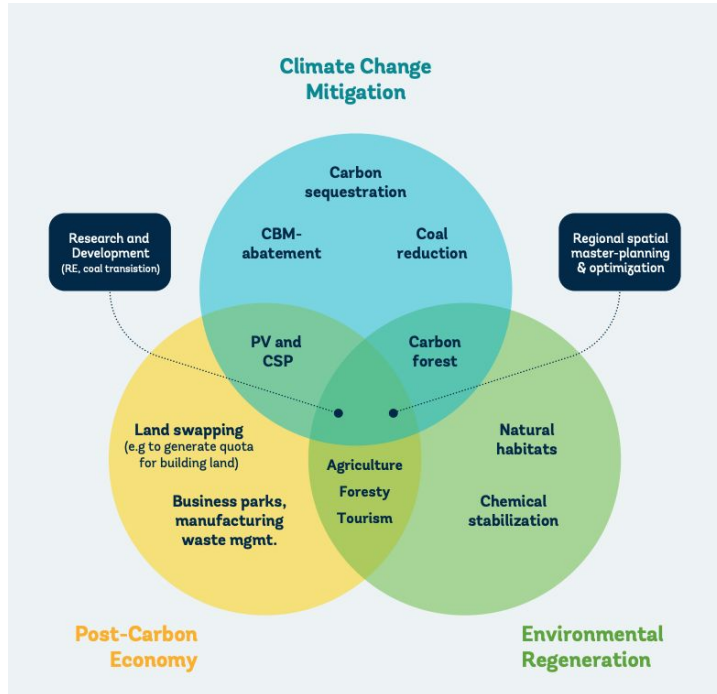 Climate Change
Mitigation
Carbon
sequestration
CBM-
abatement
Coal
reduction
Research and
Development
(RE, coal transistion)
Regional spatial
master-planning
& optimization
PV and
CSP
Carbon
forest
Land swapping
(e.g to generate quota
for building land)
Business parks,
manufacturing
waste mgmt.
Agriculture
Foresty
Tourism
Natural
habitats
Chemical
stabilization
Post-Carbon
Economy
Environmental
Regeneration